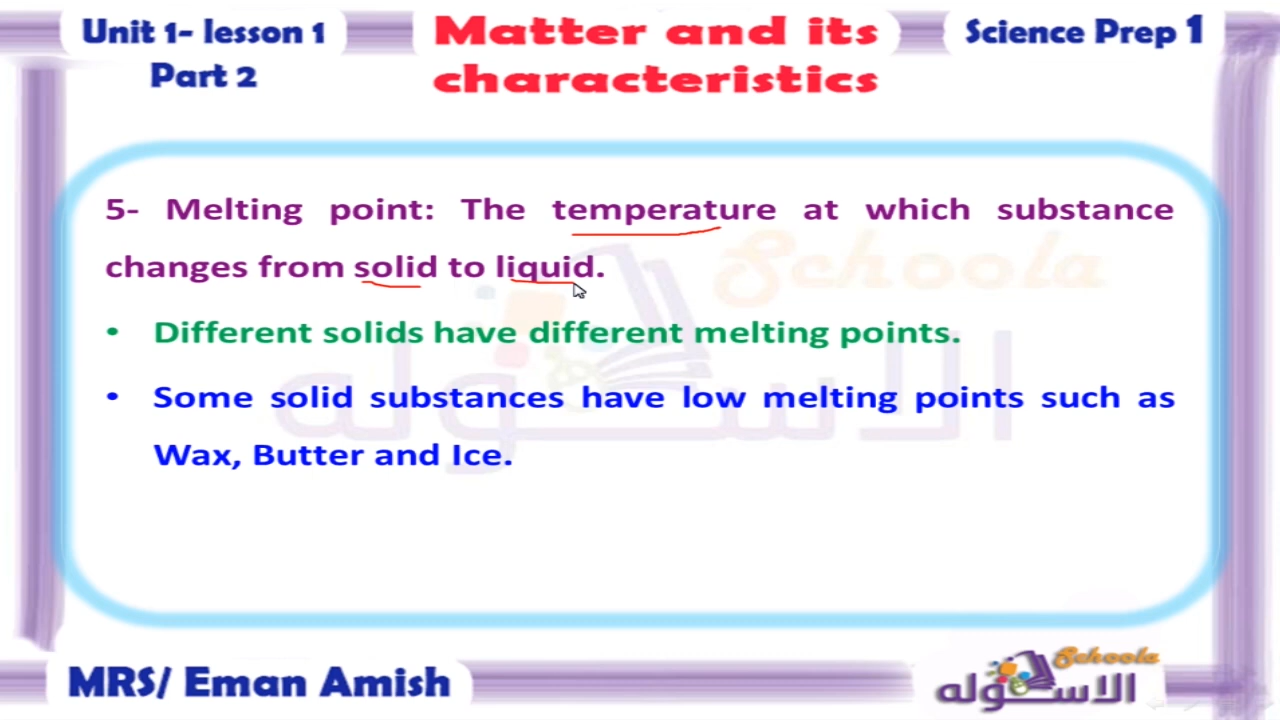 Unit 1- lesson 1
Part 2
Matter and its
characteristics
Science Prep 1
5- Melting point: The temperature at which substance
changes from solid to liquid.
• Different solids have different melting points.
• Some solid substances have low melting points such as
Wax, Butter and Ice.
Schoola
الاسكوله
MRS/ Eman Amish
Schoola
الاسكوله